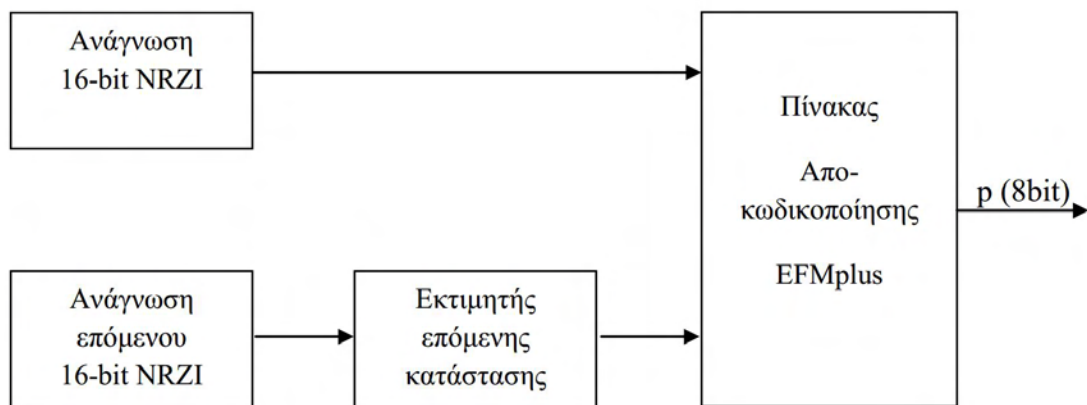 Ανάγνωση
16-bit NRZI
Πίνακας
Απο-
κωδικοποίησης
EFMplus
p (8bit)
Ανάγνωση
επόμενου
16-bit NRZI
Εκτιμητής
επόμενης
κατάστασης